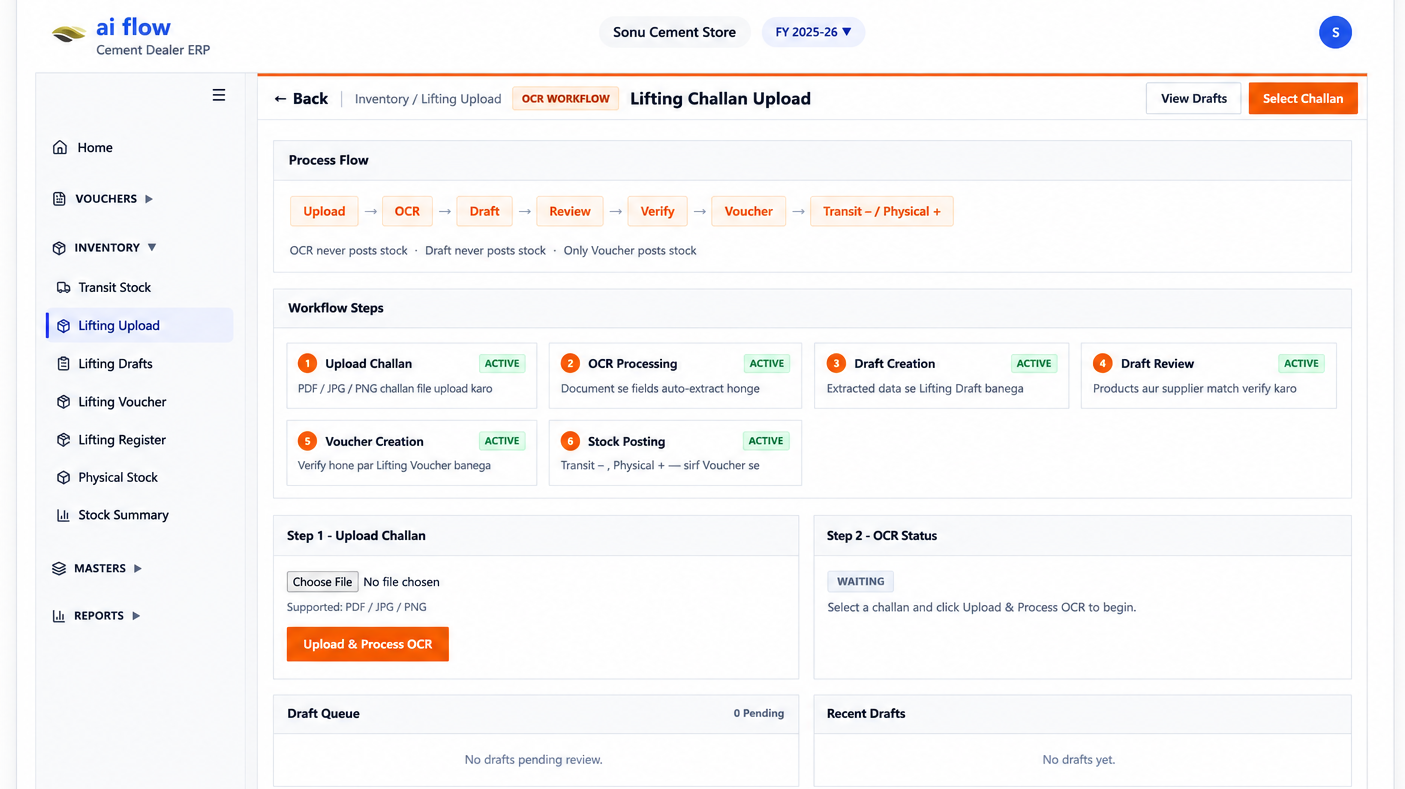 ai flow
Cement Dealer ERP
Sonu Cement Store
FY 2025-26 ▼
S
☰
Home
VOUCHERS ▶
INVENTORY ▼
Transit Stock
Lifting Upload
Lifting Drafts
Lifting Voucher
Lifting Register
Physical Stock
Stock Summary
MASTERS ▶
REPORTS ▶
← Back
Inventory / Lifting Upload
OCR WORKFLOW
Lifting Challan Upload
View Drafts
Select Challan
Process Flow
Upload → OCR → Draft → Review → Verify → Voucher → Transit – / Physical +
OCR never posts stock · Draft never posts stock · Only Voucher posts stock
Workflow Steps
1 Upload Challan ACTIVE
PDF / JPG / PNG challan file upload karo
2 OCR Processing ACTIVE
Document se fields auto-extract honge
3 Draft Creation ACTIVE
Extracted data se Lifting Draft banega
4 Draft Review ACTIVE
Products aur supplier match verify karo
5 Voucher Creation ACTIVE
Verify hone par Lifting Voucher banega
6 Stock Posting ACTIVE
Transit – , Physical + — sirf Voucher se
Step 1 - Upload Challan
Choose File No file chosen
Supported: PDF / JPG / PNG
Upload & Process OCR
Step 2 - OCR Status
WAITING
Select a challan and click Upload & Process OCR to begin.
Draft Queue
0 Pending
No drafts pending review.
Recent Drafts
No drafts yet.